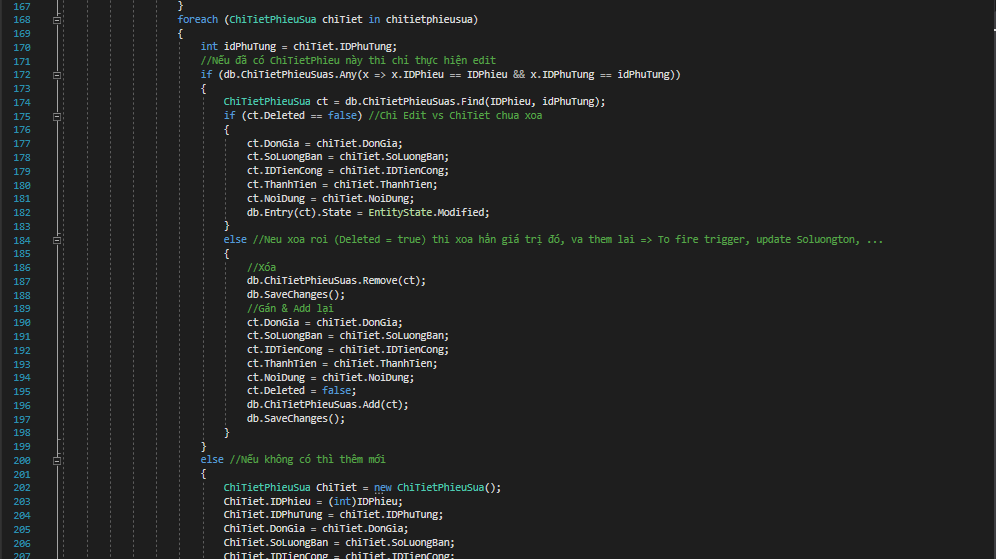 167 }
168 foreach (ChiTietPhieuSua chiTiet in chitietphieusua)
169 {
170 int idPhuTung = chiTiet.IDPhuTung;
171 //Nếu đã có ChiTietPhieu này thì chỉ thực hiện edit
172 if (db.ChiTietPhieuSuas.Any(x => x.IDPhieu == IDPhieu && x.IDPhuTung == idPhuTung))
173 {
174 ChiTietPhieuSua ct = db.ChiTietPhieuSuas.Find(IDPhieu, idPhuTung);
175 if (ct.Deleted == false) //Chi Edit vs ChiTiet chua xoa
176 {
177 ct.DonGia = chiTiet.DonGia;
178 ct.SoLuongBan = chiTiet.SoLuongBan;
179 ct.IDTienCong = chiTiet.IDTienCong;
180 ct.ThanhTien = chiTiet.ThanhTien;
181 ct.NoiDung = chiTiet.NoiDung;
182 db.Entry(ct).State = EntityState.Modified;
183 }
184 else //Neu xoa roi (Deleted = true) thi xoa hẳn giá trị đó, va them lai => To fire trigger, update Soluongton, ...
185 {
186 //Xóa
187 db.ChiTietPhieuSuas.Remove(ct);
188 db.SaveChanges();
189 //Gán & Add lại
190 ct.DonGia = chiTiet.DonGia;
191 ct.SoLuongBan = chiTiet.SoLuongBan;
192 ct.IDTienCong = chiTiet.IDTienCong;
193 ct.ThanhTien = chiTiet.ThanhTien;
194 ct.NoiDung = chiTiet.NoiDung;
195 ct.Deleted = false;
196 db.ChiTietPhieuSuas.Add(ct);
197 db.SaveChanges();
198 }
199 }
200 else //Nếu không có thì thêm mới
201 {
202 ChiTietPhieuSua ChiTiet = new ChiTietPhieuSua();
203 ChiTiet.IDPhieu = (int)IDPhieu;
204 ChiTiet.IDPhuTung = chiTiet.IDPhuTung;
205 ChiTiet.DonGia = chiTiet.DonGia;
206 ChiTiet.SoLuongBan = chiTiet.SoLuongBan;
207 ChiTiet.IDTienCong = chiTiet.IDTienCong;